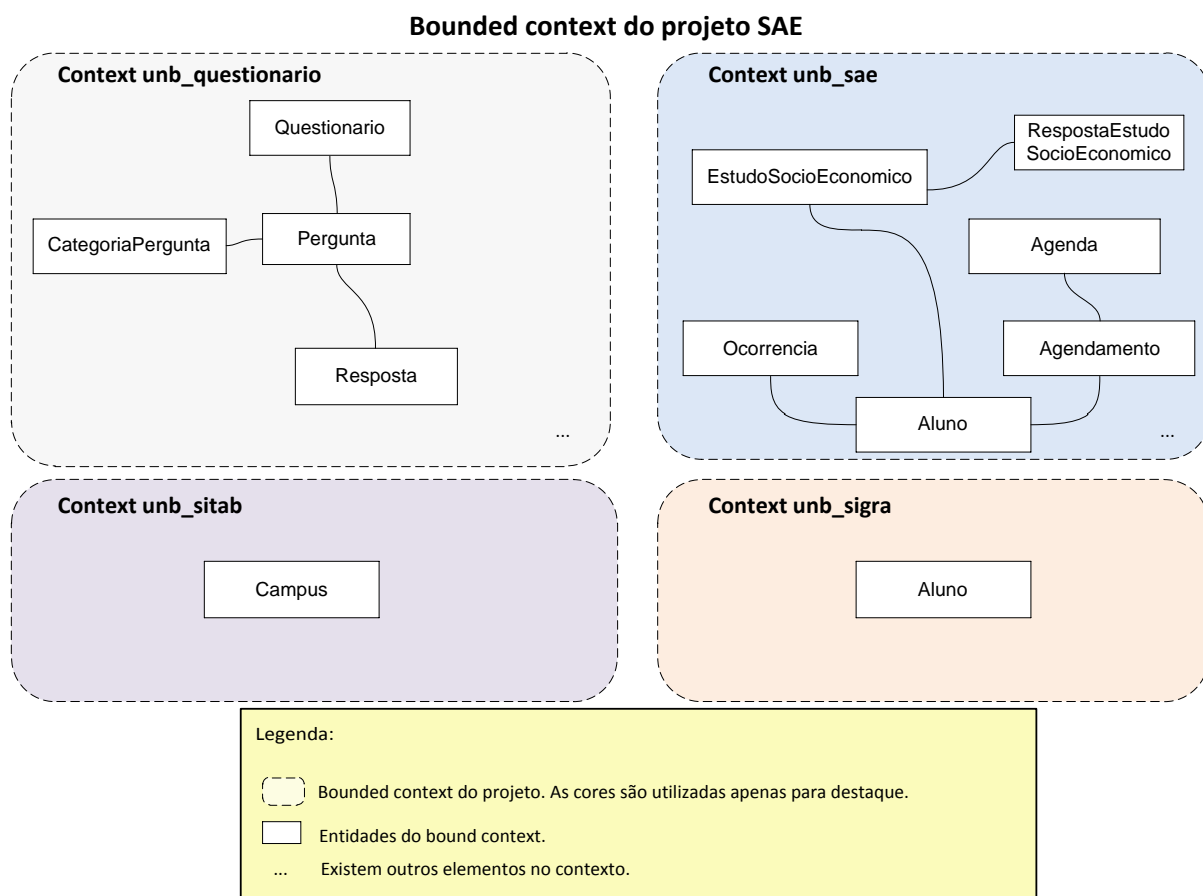 Bounded context do projeto SAE
Context unb_questionario
Questionario
CategoriaPergunta
Pergunta
Resposta
...
Context unb_sae
RespostaEstudo
SocioEconomico
EstudoSocioEconomico
Agenda
Ocorrencia
Agendamento
Aluno
...
Context unb_sitab
Campus
Context unb_sigra
Aluno
Legenda:
Bounded context do projeto. As cores são utilizadas apenas para destaque.
Entidades do bound context.
... Existem outros elementos no contexto.